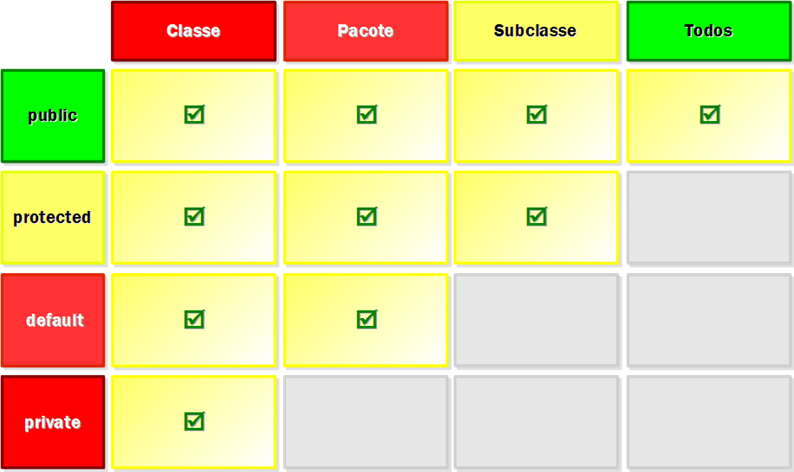 Classe Pacote Subclasse Todos
public ☑ ☑ ☑ ☑
protected ☑ ☑ ☑
default ☑ ☑
private ☑